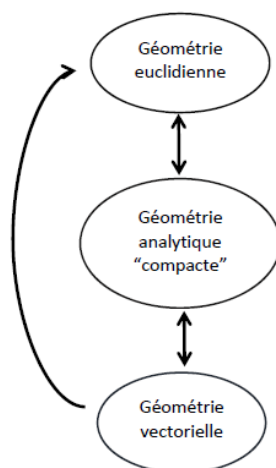 Géométrie
euclidienne
Géométrie
analytique
“compacte”
Géométrie
vectorielle